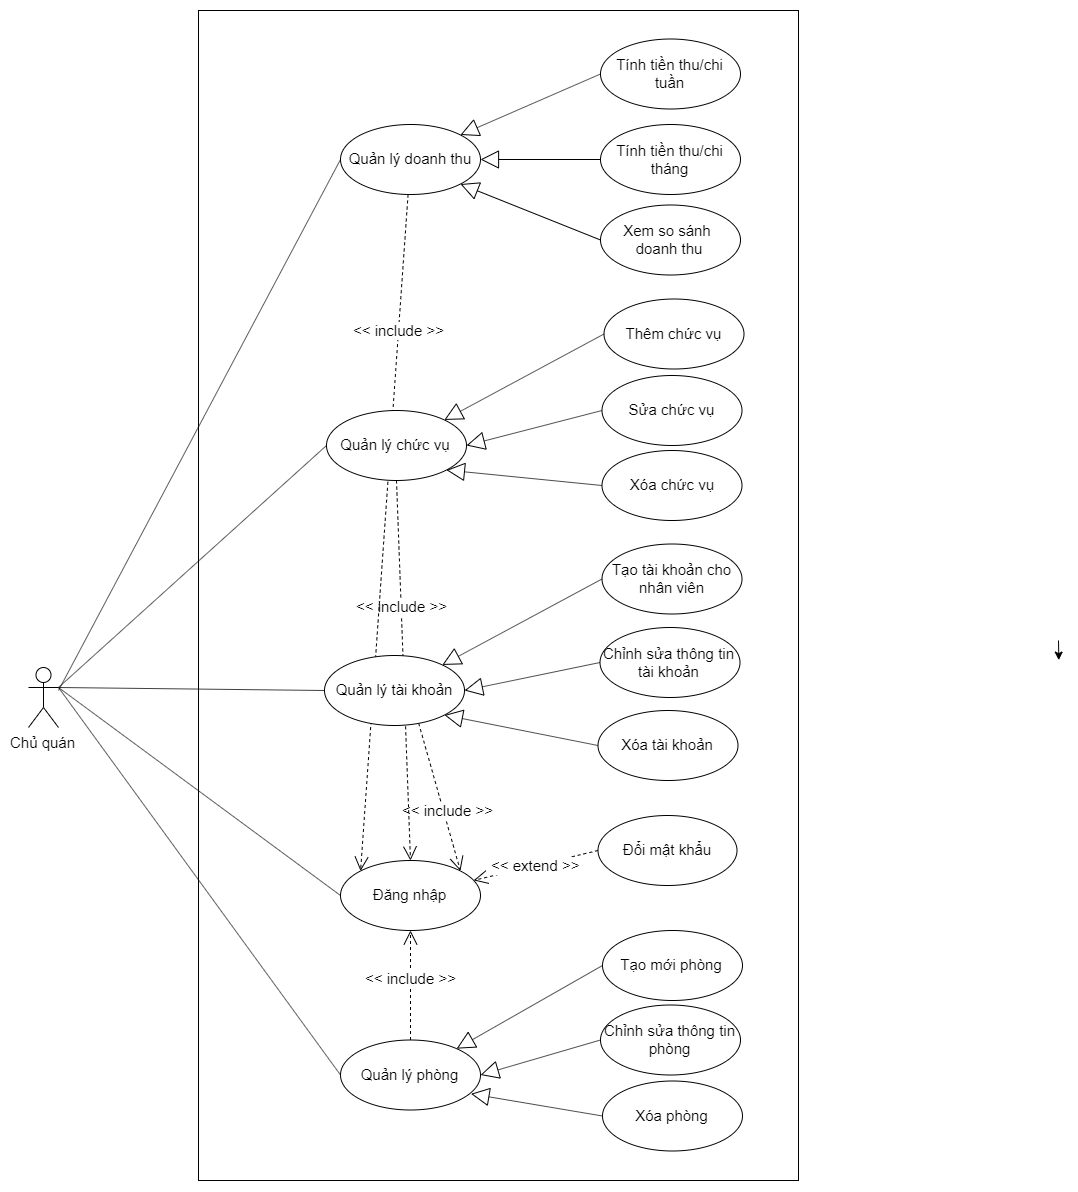 Tính tiền thu/chi
tuần
Quản lý doanh thu
Tính tiền thu/chi
tháng
Xem so sánh
doanh thu
<< include >>
Thêm chức vụ
Sửa chức vụ
Quản lý chức vụ
Xóa chức vụ
Tạo tài khoản cho
nhân viên
<< include >>
Chỉnh sửa thông tin
tài khoản
Quản lý tài khoản
Chủ quán
Xóa tài khoản
<< include >>
Đổi mật khẩu
<< extend >>
Đăng nhập
Tạo mới phòng
<< include >>
Chỉnh sửa thông tin
phòng
Quản lý phòng
Xóa phòng